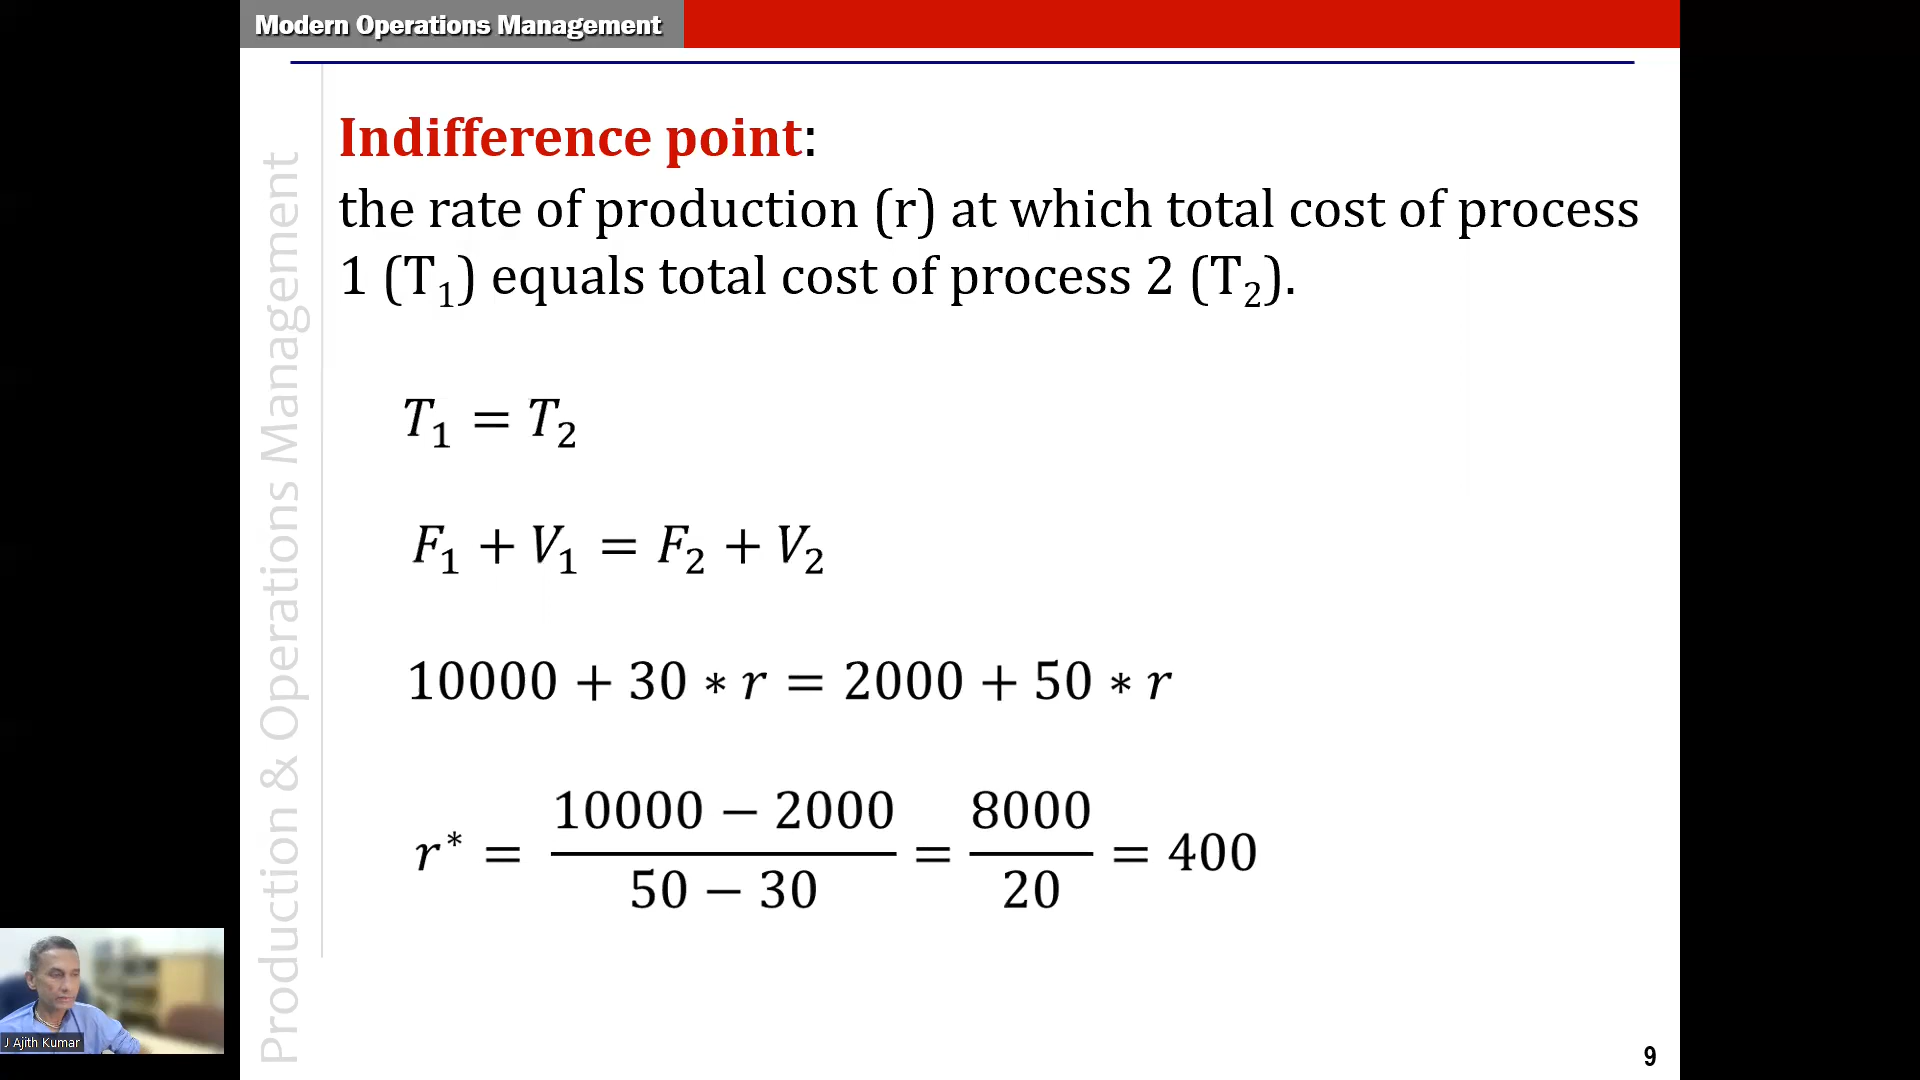 Modern Operations Management
Production & Operations Management
Indifference point:
the rate of production (r) at which total cost of process
1 (T₁) equals total cost of process 2 (T₂).
T₁ = T₂
F₁ + V₁ = F₂ + V₂
10000 + 30 * r = 2000 + 50 * r
r* = (10000 − 2000)/(50 − 30) = 8000/20 = 400
J Ajith Kumar
9